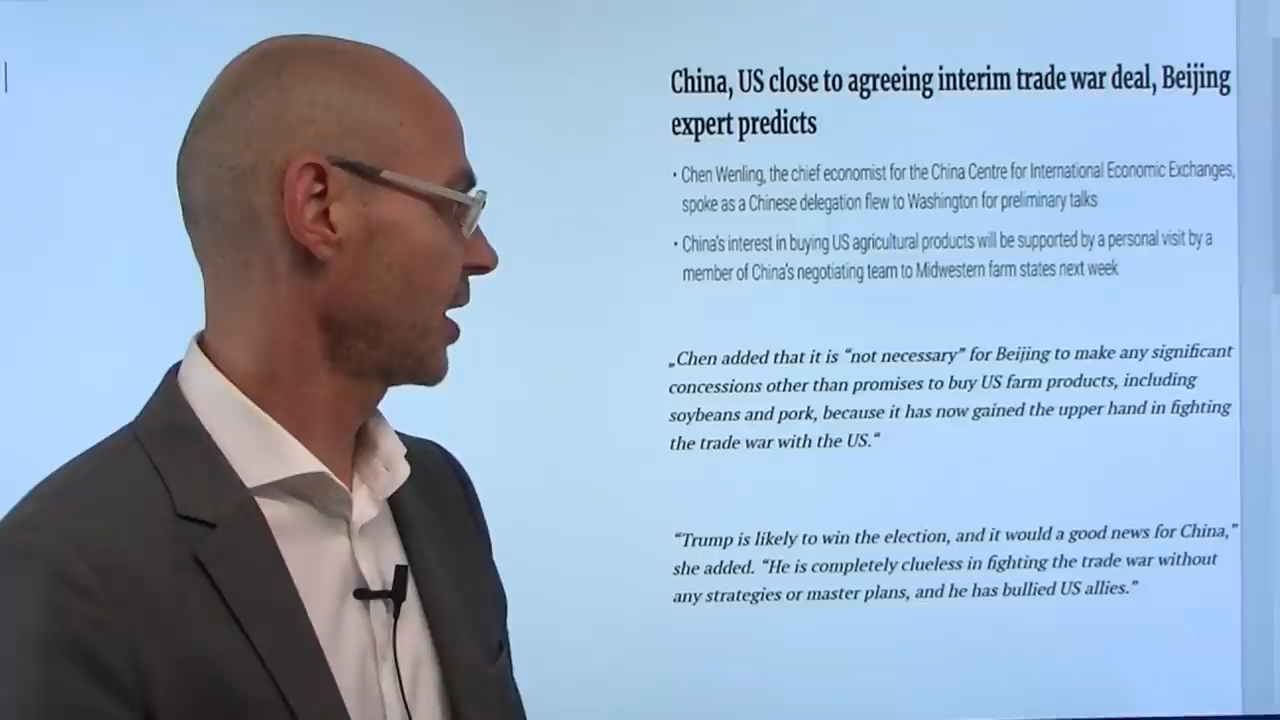 China, US close to agreeing interim trade war deal, Beijing
expert predicts
· Chen Wenling, the chief economist for the China Centre for International Economic Exchanges,
spoke as a Chinese delegation flew to Washington for preliminary talks
· China's interest in buying US agricultural products will be supported by a personal visit by a
member of China's negotiating team to Midwestern farm states next week
„Chen added that it is “not necessary” for Beijing to make any significant
concessions other than promises to buy US farm products, including
soybeans and pork, because it has now gained the upper hand in fighting
the trade war with the US.“
“Trump is likely to win the election, and it would a good news for China,”
she added. “He is completely clueless in fighting the trade war without
any strategies or master plans, and he has bullied US allies.”